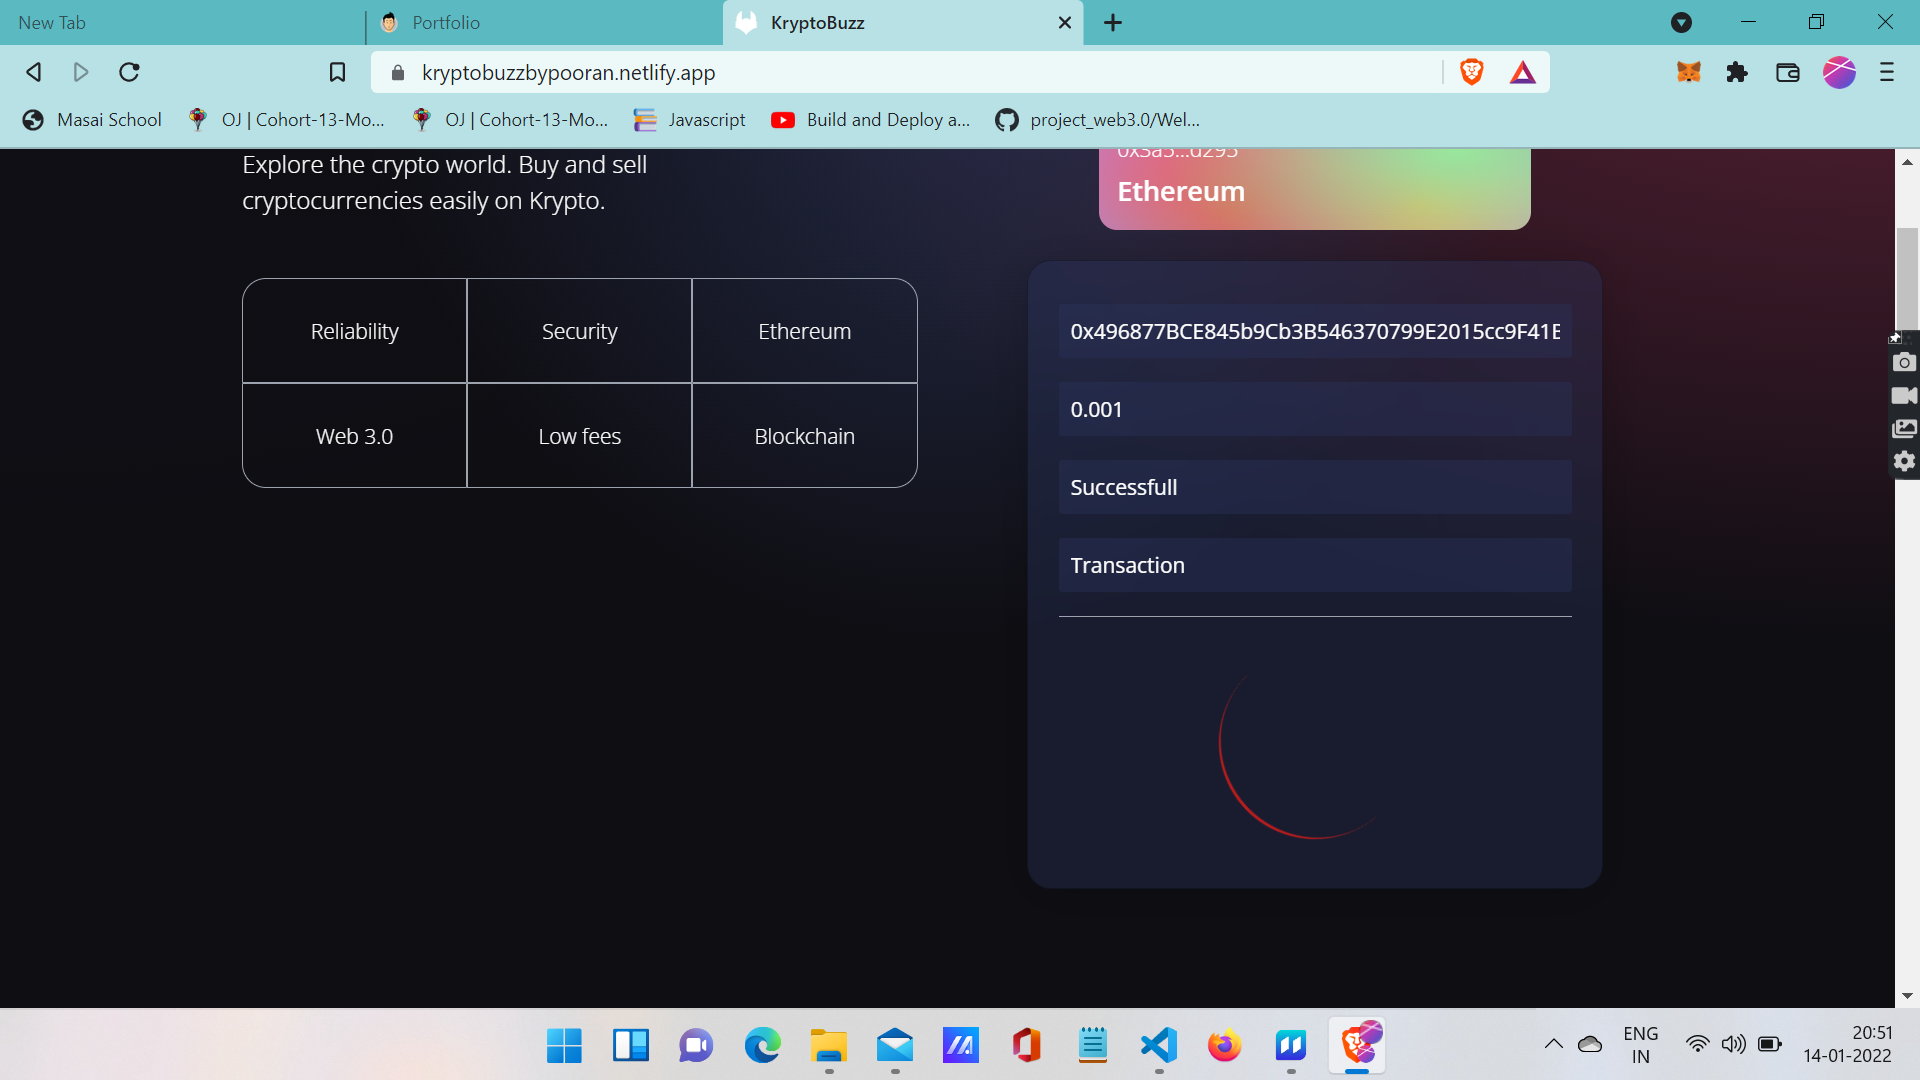 New Tab
Portfolio
KryptoBuzz
kryptobuzzbypooran.netlify.app
Masai School
OJ | Cohort-13-Mo...
OJ | Cohort-13-Mo...
Javascript
Build and Deploy a...
project_web3.0/Wel...
Explore the crypto world. Buy and sell
cryptocurrencies easily on Krypto.
0x3a5...d295
Ethereum
Reliability
Security
Ethereum
Web 3.0
Low fees
Blockchain
0x496877BCE845b9Cb3B546370799E2015cc9F41E
0.001
Successfull
Transaction
ENG
IN
20:51
14-01-2022